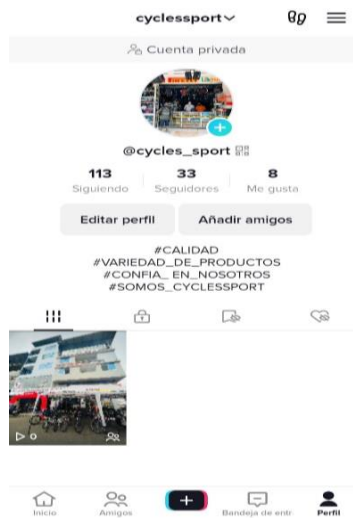 cyclessport
Cuenta privada
@cycles_sport
113 33 8
Siguiendo Seguidores Me gusta
Editar perfil Añadir amigos
#CALIDAD
#VARIEDAD_DE_PRODUCTOS
#CONFIA_ EN_NOSOTROS
#SOMOS_CYCLESSPORT
0
Inicio Amigos Bandeja de entr Perfil